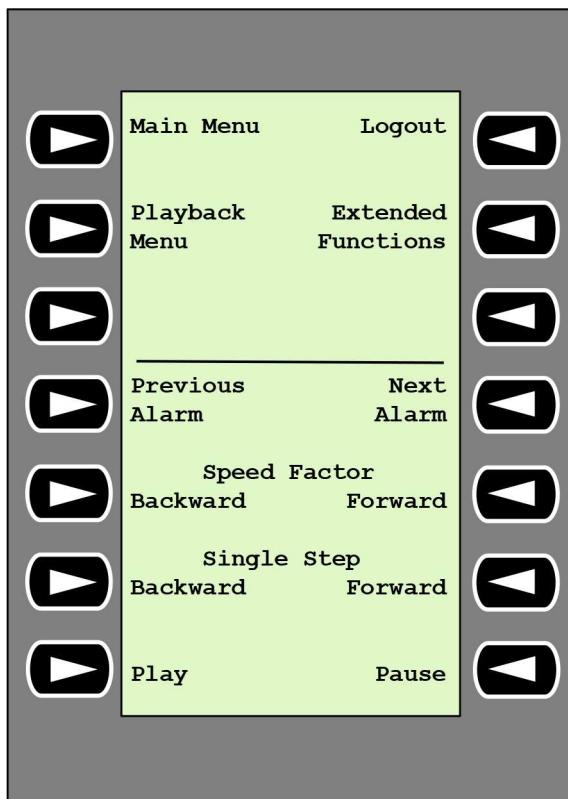 Main Menu Logout
Playback Extended
Menu Functions
Previous Next
Alarm Alarm
Speed Factor
Backward Forward
Single Step
Backward Forward
Play Pause